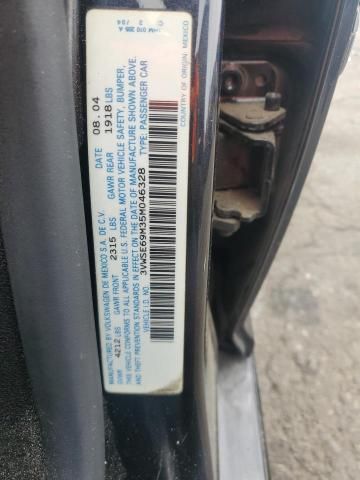 MANUFACTURED BY VOLKSWAGEN DE MEXICO S.A. DE C.V. DATE 08.04
GVWR 4212 LBS GAWR FRONT 2315 LBS GAWR REAR 1918 LBS
THIS VEHICLE CONFORMS TO ALL APPLICABLE U.S. FEDERAL MOTOR VEHICLE SAFETY, BUMPER,
AND THEFT PREVENTION STANDARDS IN EFFECT ON THE DATE OF MANUFACTURE SHOWN ABOVE.
VEHICLE I.D. NO. 3VWSE69M35M046328 TYPE: PASSENGER CAR
COUNTRY OF ORIGIN: MEXICO
010 205 A